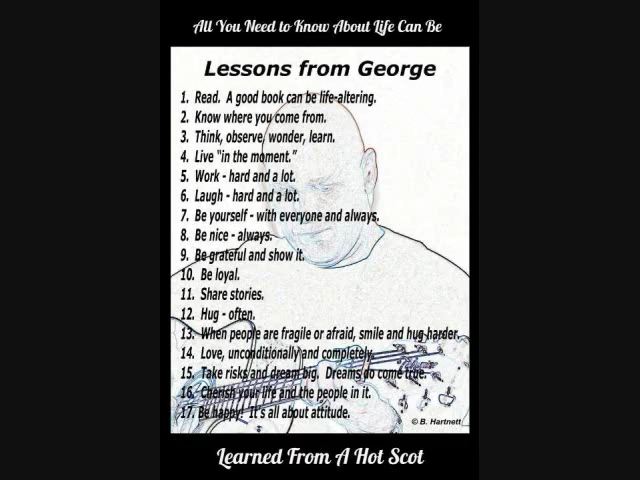 All You Need to Know About Life Can Be
Lessons from George
1. Read. A good book can be life-altering.
2. Know where you come from.
3. Think, observe, wonder, learn.
4. Live "in the moment."
5. Work - hard and a lot.
6. Laugh - hard and a lot.
7. Be yourself - with everyone and always.
8. Be nice - always.
9. Be grateful and show it.
10. Be loyal.
11. Share stories.
12. Hug - often.
13. When people are fragile or afraid, smile and hug harder.
14. Love, unconditionally and completely.
15. Take risks and dream big. Dreams do come true.
16. Cherish your life and the people in it.
17. Be happy! It's all about attitude.
© B. Hartnett
Learned From A Hot Scot